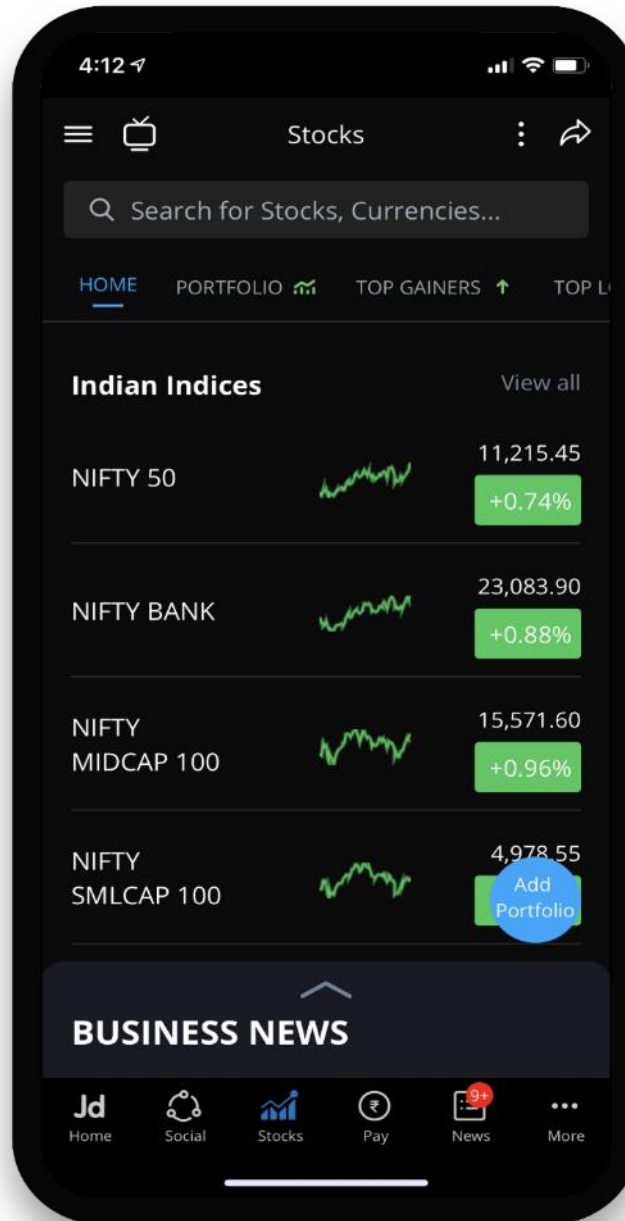 4:12
Stocks
Search for Stocks, Currencies...
HOME PORTFOLIO TOP GAINERS TOP
Indian Indices View all
NIFTY 50
11,215.45
+0.74%
NIFTY BANK
23,083.90
+0.88%
NIFTY
MIDCAP 100
15,571.60
+0.96%
NIFTY
SMLCAP 100
4,978.55
Add
Portfolio
BUSINESS NEWS
9+
Jd
Home Social Stocks Pay News More